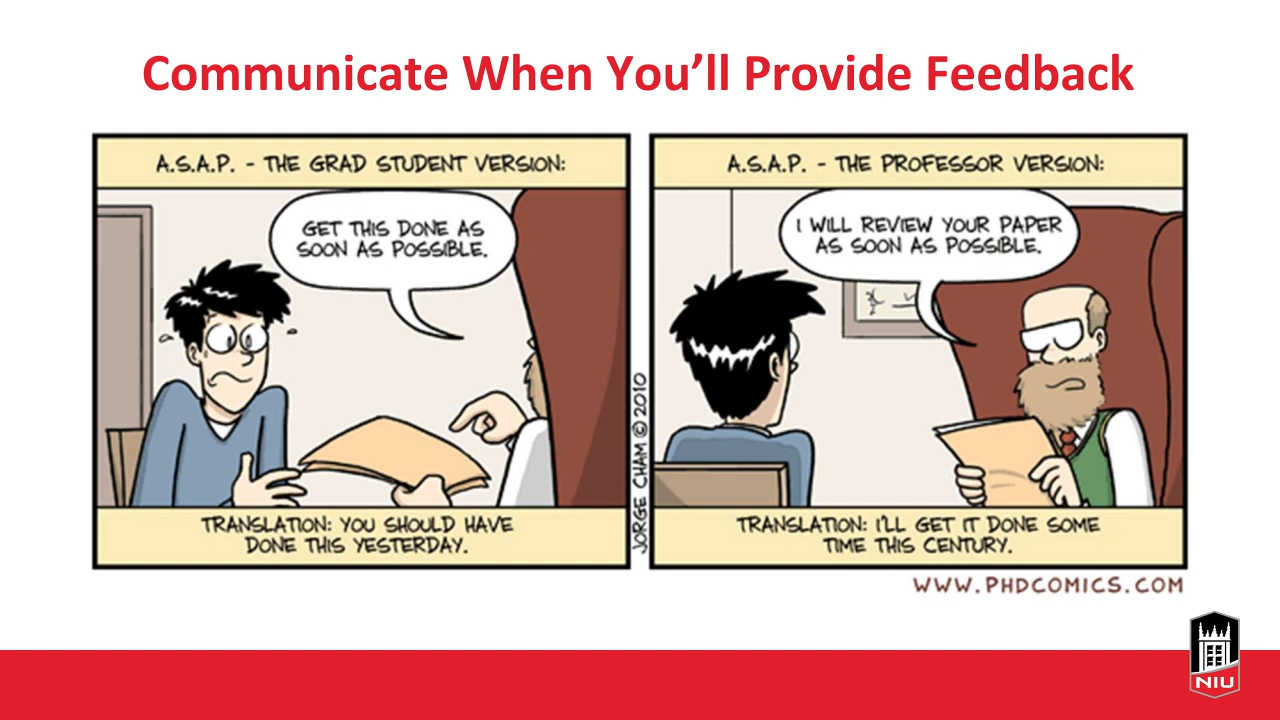 Communicate When You’ll Provide Feedback
A.S.A.P. - THE GRAD STUDENT VERSION:
GET THIS DONE AS
SOON AS POSSIBLE.
TRANSLATION: YOU SHOULD HAVE
DONE THIS YESTERDAY.
JORGE CHAM © 2010
A.S.A.P. - THE PROFESSOR VERSION:
I WILL REVIEW YOUR PAPER
AS SOON AS POSSIBLE.
TRANSLATION: I'LL GET IT DONE SOME
TIME THIS CENTURY.
WWW.PHDCOMICS.COM
NIU